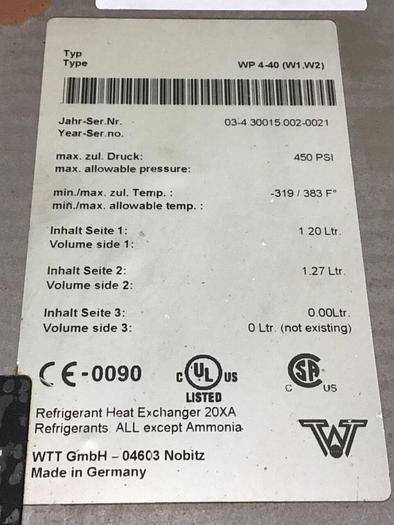 Typ
Type WP 4-40 (W1,W2)
Jahr-Ser.Nr. 03-4 30015 002-0021
Year-Ser.no.
max. zul. Druck: 450 PSI
max. allowable pressure:
min./max. zul. Temp. : -319 / 383 F°
min./max. allowable temp. :
Inhalt Seite 1: 1.20 Ltr.
Volume side 1:
Inhalt Seite 2: 1.27 Ltr.
Volume side 2:
Inhalt Seite 3: 0.00Ltr.
Volume side 3: 0 Ltr. (not existing)
CE-0090 C UL US LISTED SA C US
Refrigerant Heat Exchanger 20XA
Refrigerants. ALL except Ammonia
WTT
WTT GmbH – 04603 Nobitz
Made in Germany